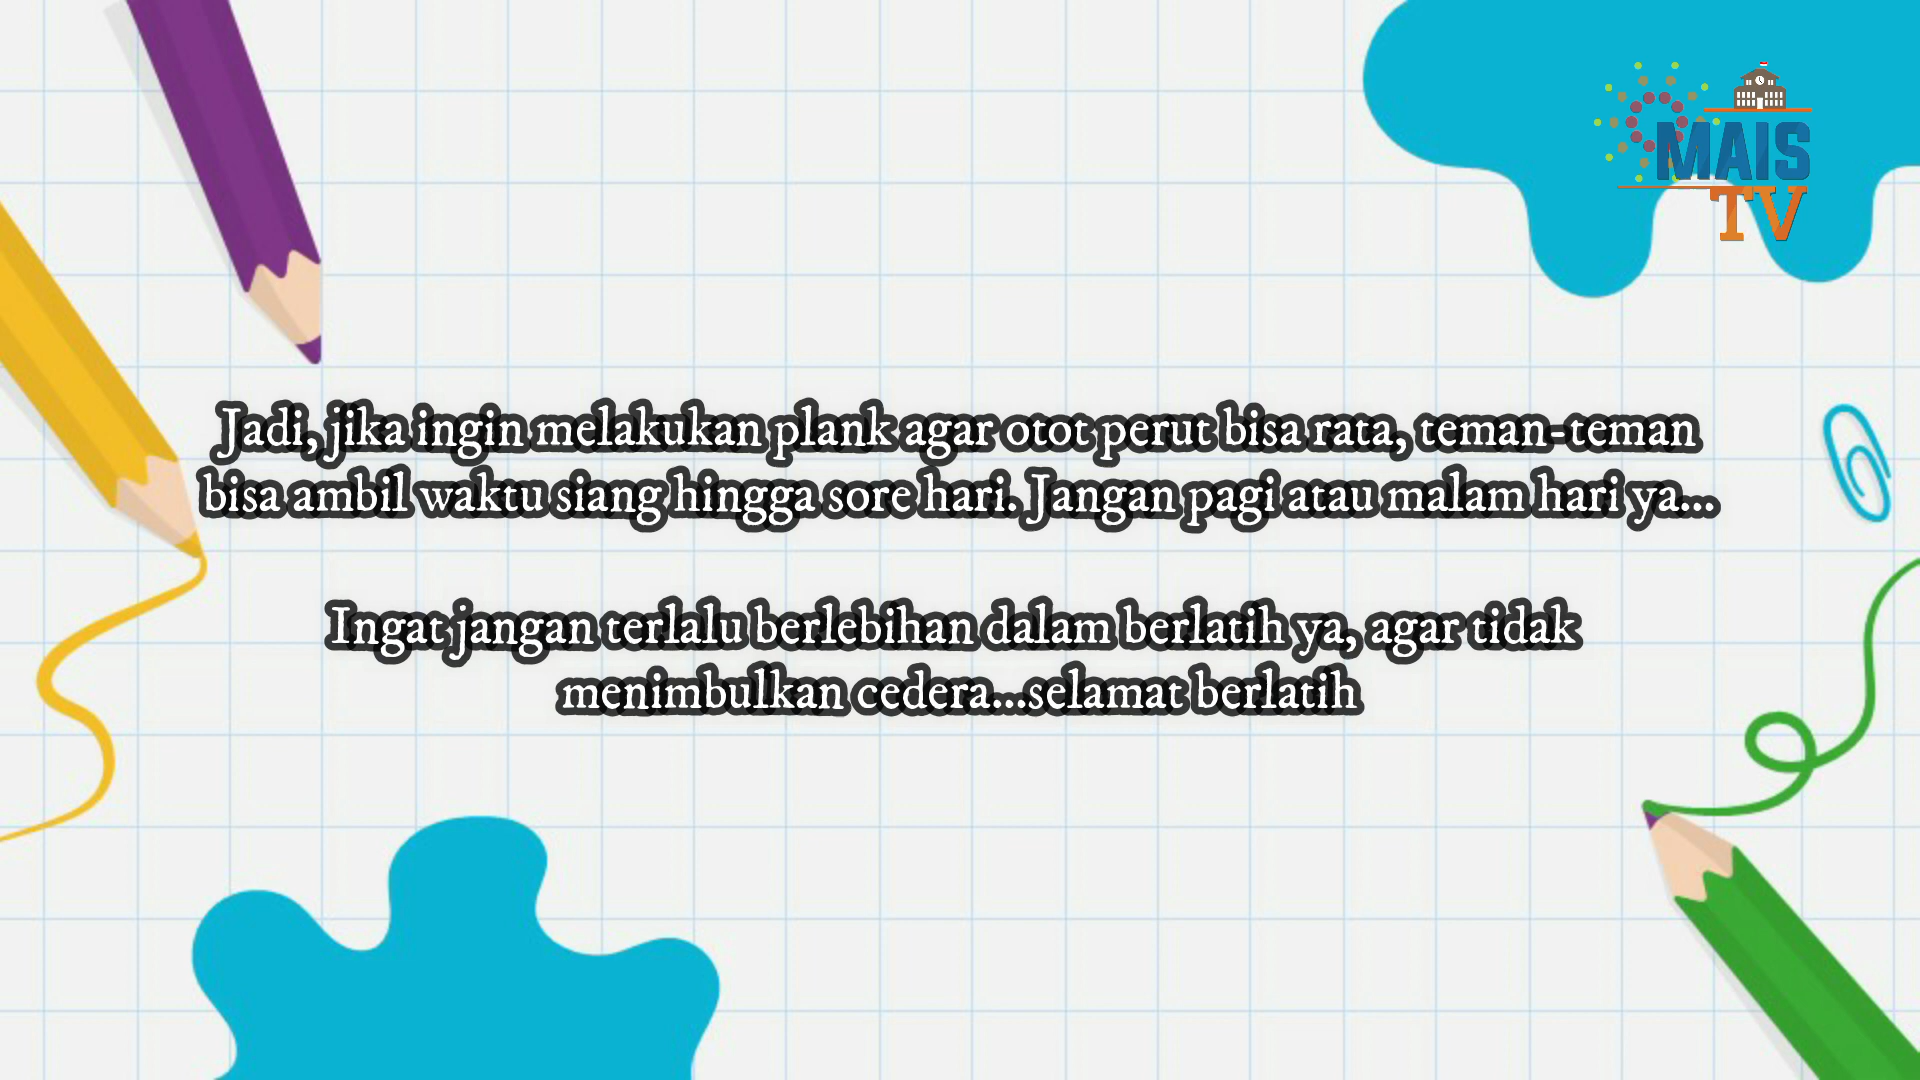 MAIS
TV
Jadi, jika ingin melakukan plank agar otot perut bisa rata, teman-teman
bisa ambil waktu siang hingga sore hari. Jangan pagi atau malam hari ya...
Ingat jangan terlalu berlebihan dalam berlatih ya, agar tidak
menimbulkan cedera...selamat berlatih